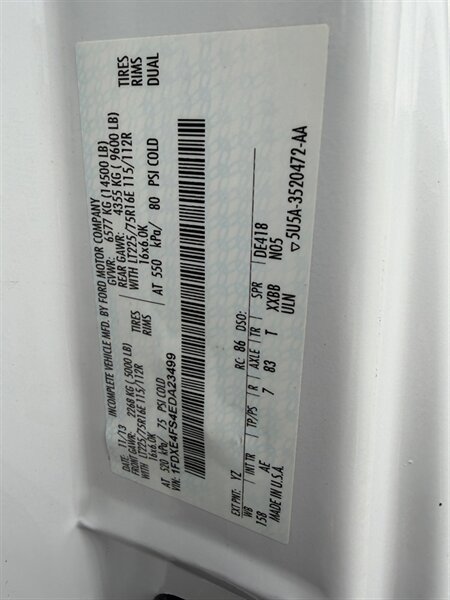 INCOMPLETE VEHICLE MFD. BY FORD MOTOR COMPANY
DATE: 11/13 GVWR: 6577 KG (14500 LB)
FRONT GAWR: 2268 KG ( 5000 LB) REAR GAWR: 4355 KG ( 9600 LB)
WITH LT225/75R16E 115/112R TIRES WITH LT225/75R16E 115/112R TIRES
16x6.0K RIMS 16x6.0K RIMS
AT 520 kPa/ 75 PSI COLD AT 550 kPa/ 80 PSI COLD DUAL
VIN: 1FDXE4FS4EDA23499
EXT PNT: YZ RC: 86 DSO:
WB INT TR TP/PS R AXLE TR SPR DE418
158 AE 7 83 T XXBB N05
MADE IN U.S.A. ULN
▽ 5U5A-3520472-AA